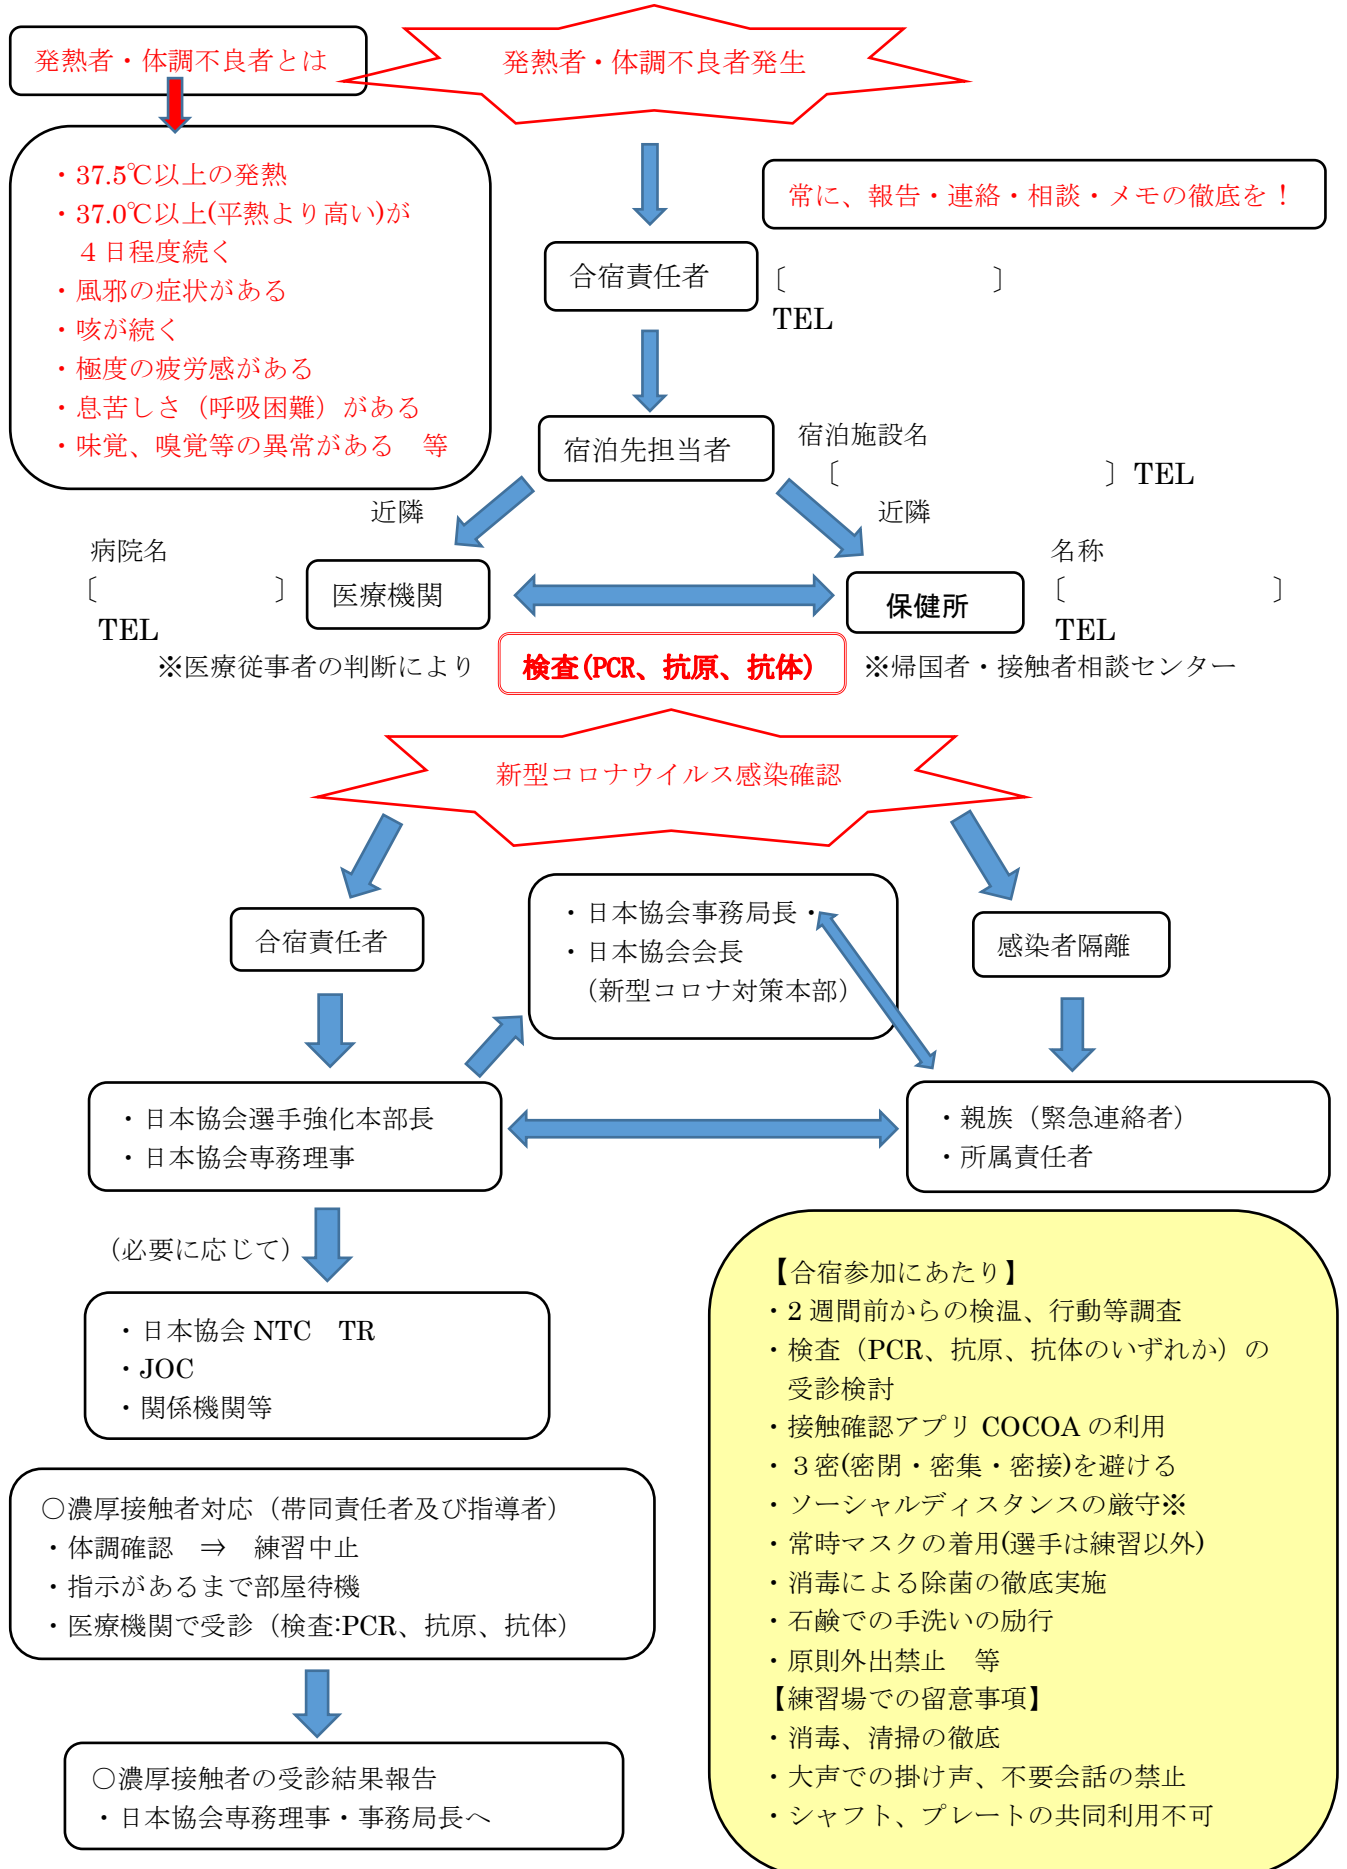 発熱者・体調不良者とは
発熱者・体調不良者発生
・37.5℃以上の発熱
・37.0℃以上(平熱より高い)が
４日程度続く
・風邪の症状がある
・咳が続く
・極度の疲労感がある
・息苦しさ（呼吸困難）がある
・味覚、嗅覚等の異常がある　等
常に、報告・連絡・相談・メモの徹底を！
合宿責任者
〔　　　　　　　　〕
TEL
宿泊先担当者
宿泊施設名
〔　　　　　　　　　　〕TEL
近隣
近隣
病院名
〔　　　　　　　〕
TEL
医療機関
保健所
名称
〔　　　　　　　　〕
TEL
※医療従事者の判断により
検査(PCR、抗原、抗体)
※帰国者・接触者相談センター
新型コロナウイルス感染確認
合宿責任者
・日本協会事務局長・
・日本協会会長
（新型コロナ対策本部）
感染者隔離
・日本協会選手強化本部長
・日本協会専務理事
・親族（緊急連絡者）
・所属責任者
（必要に応じて）
・日本協会 NTC　TR
・JOC
・関係機関等
〇濃厚接触者対応（帯同責任者及び指導者）
・体調確認　⇒　練習中止
・指示があるまで部屋待機
・医療機関で受診（検査:PCR、抗原、抗体）
〇濃厚接触者の受診結果報告
・日本協会専務理事・事務局長へ
【合宿参加にあたり】
・2 週間前からの検温、行動等調査
・検査（PCR、抗原、抗体のいずれか）の
受診検討
・接触確認アプリ COCOA の利用
・３密(密閉・密集・密接)を避ける
・ソーシャルディスタンスの厳守※
・常時マスクの着用(選手は練習以外)
・消毒による除菌の徹底実施
・石鹸での手洗いの励行
・原則外出禁止　等
【練習場での留意事項】
・消毒、清掃の徹底
・大声での掛け声、不要会話の禁止
・シャフト、プレートの共同利用不可